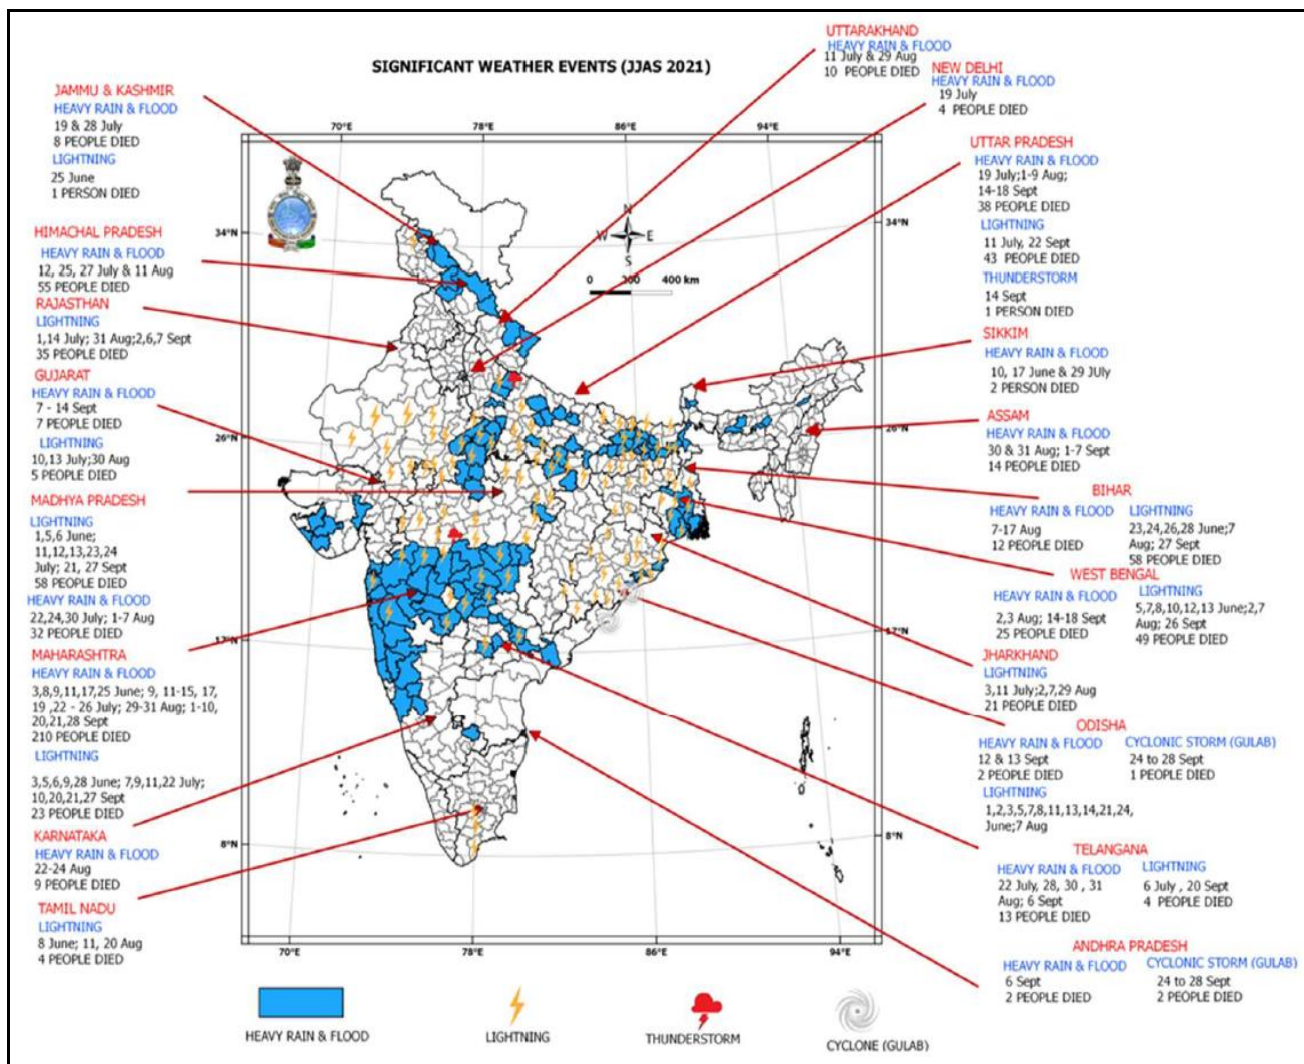 SIGNIFICANT WEATHER EVENTS (JJAS 2021)
JAMMU & KASHMIR
HEAVY RAIN & FLOOD
19 & 28 July
8 PEOPLE DIED
LIGHTNING
25 June
1 PERSON DIED
HIMACHAL PRADESH
HEAVY RAIN & FLOOD
12, 25, 27 July & 11 Aug
55 PEOPLE DIED
RAJASTHAN
LIGHTNING
1,14 July; 31 Aug;2,6,7 Sept
35 PEOPLE DIED
GUJARAT
HEAVY RAIN & FLOOD
7 - 14 Sept
7 PEOPLE DIED
LIGHTNING
10,13 July;30 Aug
5 PEOPLE DIED
MADHYA PRADESH
LIGHTNING
1,5,6 June;
11,12,13,23,24
July; 21, 27 Sept
58 PEOPLE DIED
HEAVY RAIN & FLOOD
22,24,30 July; 1-7 Aug
32 PEOPLE DIED
MAHARASHTRA
HEAVY RAIN & FLOOD
3,8,9,11,17,25 June; 9, 11-15, 17,
19 ,22 - 26 July; 29-31 Aug; 1-10,
20,21,28 Sept
210 PEOPLE DIED
LIGHTNING
3,5,6,9,28 June; 7,9,11,22 July;
10,20,21,27 Sept
23 PEOPLE DIED
KARNATAKA
HEAVY RAIN & FLOOD
22-24 Aug
9 PEOPLE DIED
TAMIL NADU
LIGHTNING
8 June; 11, 20 Aug
4 PEOPLE DIED
70°E 78°E 86°E 94°E
34°N
26°N
17°N
8°N
N
W E
S
0 200 400 km
34°N
26°N
17°N
8°N
70°E 78°E 86°E 94°E
UTTARAKHAND
HEAVY RAIN & FLOOD
11 July & 29 Aug
10 PEOPLE DIED
NEW DELHI
HEAVY RAIN & FLOOD
19 July
4 PEOPLE DIED
UTTAR PRADESH
HEAVY RAIN & FLOOD
19 July;1-9 Aug;
14-18 Sept
38 PEOPLE DIED
LIGHTNING
11 July, 22 Sept
43 PEOPLE DIED
THUNDERSTORM
14 Sept
1 PERSON DIED
SIKKIM
HEAVY RAIN & FLOOD
10, 17 June & 29 JUly
2 PERSON DIED
ASSAM
HEAVY RAIN & FLOOD
30 & 31 Aug; 1-7 Sept
14 PEOPLE DIED
BIHAR
HEAVY RAIN & FLOOD
7-17 Aug
12 PEOPLE DIED
LIGHTNING
23,24,26,28 June;7
Aug; 27 Sept
58 PEOPLE DIED
WEST BENGAL
HEAVY RAIN & FLOOD
2,3 Aug; 14-18 Sept
25 PEOPLE DIED
LIGHTNING
5,7,8,10,12,13 June;2,7
Aug; 26 Sept
49 PEOPLE DIED
JHARKHAND
LIGHTNING
3,11 July;2,7,29 Aug
21 PEOPLE DIED
ODISHA
HEAVY RAIN & FLOOD
12 & 13 Sept
2 PEOPLE DIED
CYCLONIC STORM (GULAB)
24 to 28 Sept
1 PEOPLE DIED
LIGHTNING
1,2,3,5,7,8,11,13,14,21,24,
June;7 Aug
TELANGANA
HEAVY RAIN & FLOOD
22 July, 28, 30 , 31
Aug; 6 Sept
13 PEOPLE DIED
LIGHTNING
6 July , 20 Sept
4 PEOPLE DIED
ANDHRA PRADESH
HEAVY RAIN & FLOOD
6 Sept
2 PEOPLE DIED
CYCLONIC STORM (GULAB)
24 to 28 Sept
2 PEOPLE DIED
HEAVY RAIN & FLOOD
LIGHTNING
THUNDERSTORM
CYCLONE (GULAB)